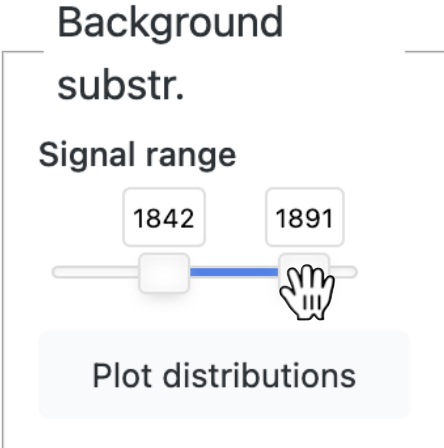 Background
substr.
Signal range
1842 1891
Plot distributions